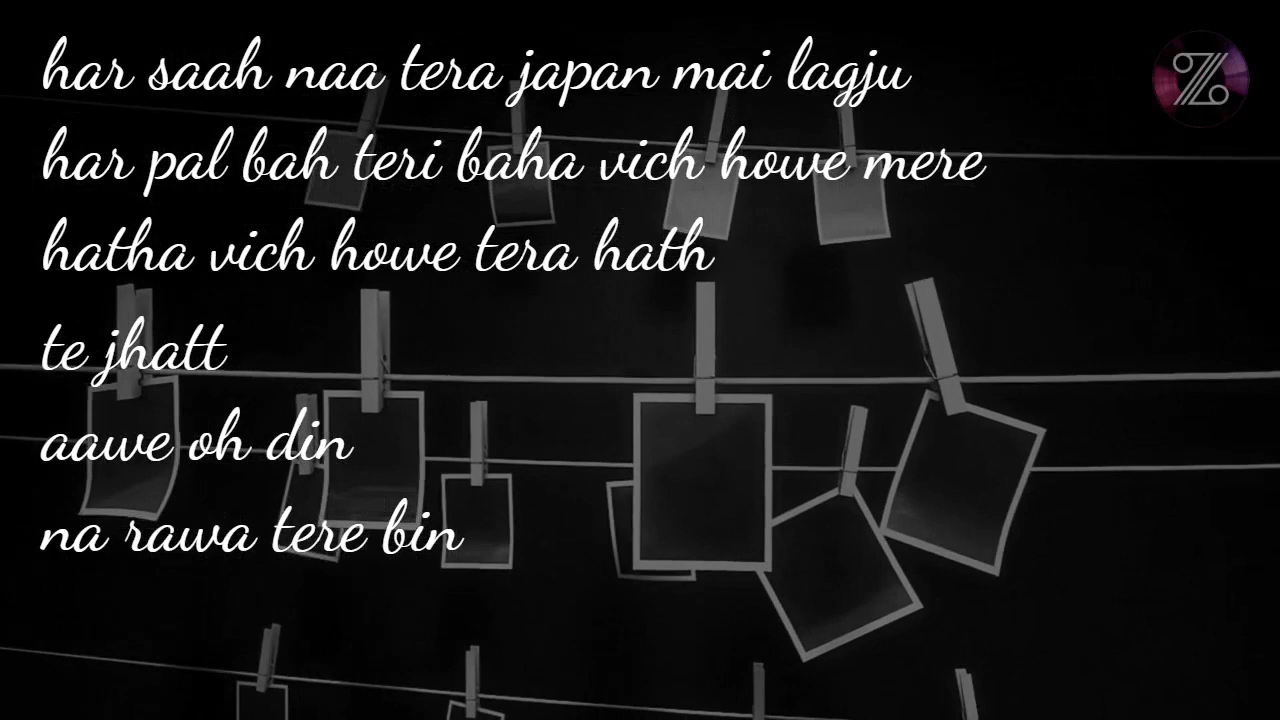 har saah naa tera japan mai lagju
har pal bah teri baha vich howe mere
hatha vich howe tera hath
te jhatt
aawe oh din
na rawa tere bin